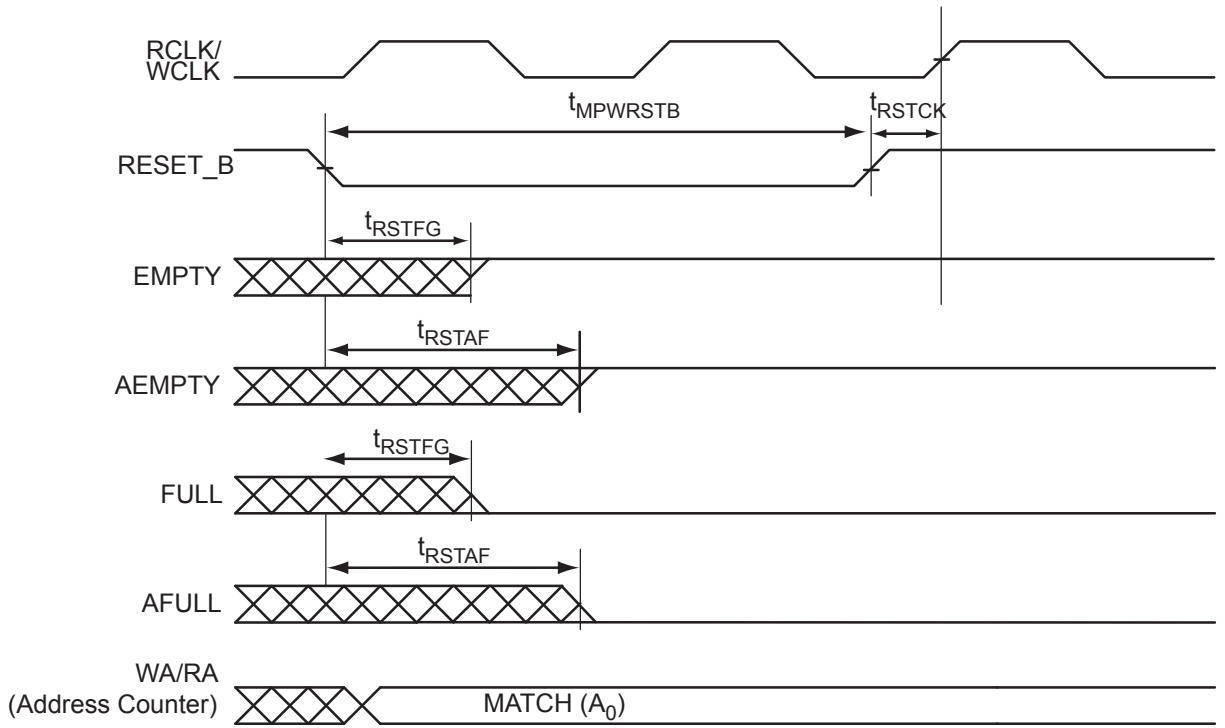 RCLK/
WCLK
tMPWRSTB
tRSTCK
RESET_B
tRSTFG
EMPTY
tRSTAF
AEMPTY
tRSTFG
FULL
tRSTAF
AFULL
WA/RA
(Address Counter)
MATCH (A0)